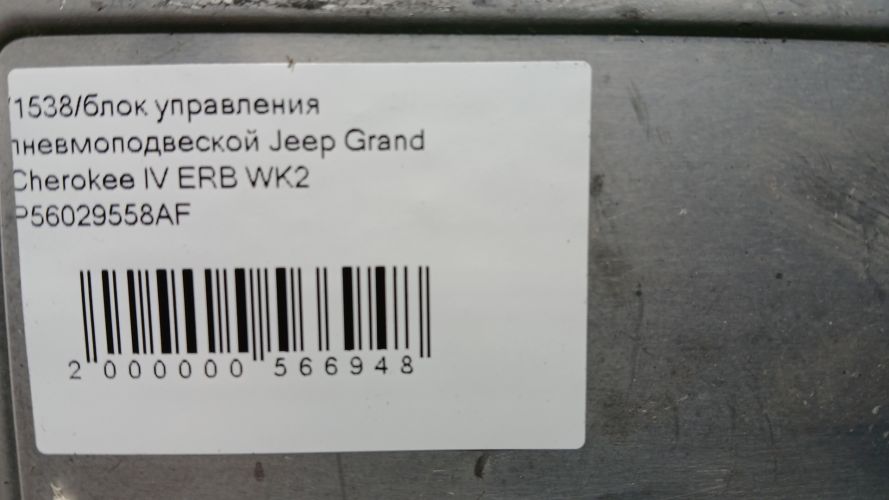 /1538/блок управления
пневмоподвеской Jeep Grand
Cherokee IV ERB WK2
P56029558AF
2 000000 566948